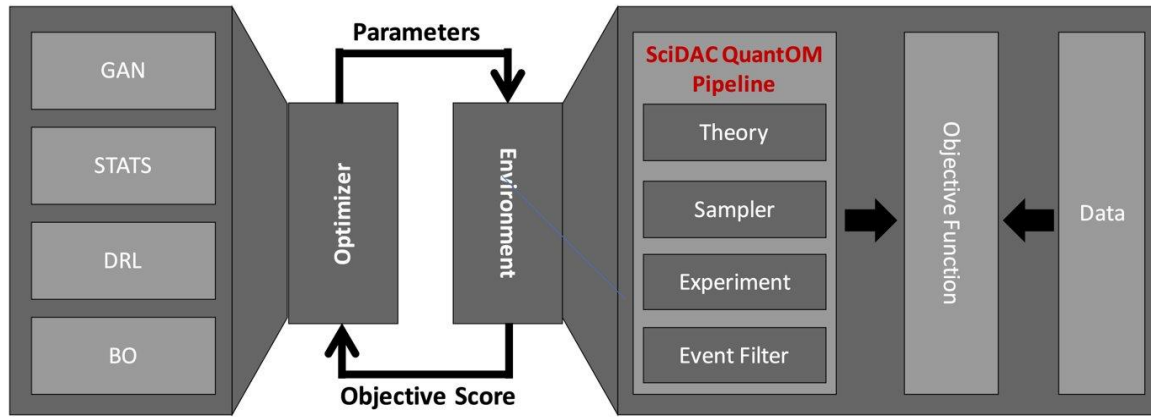 GAN
STATS
DRL
BO
Optimizer
Parameters
Objective Score
Environment
SciDAC QuantOM
Pipeline
Theory
Sampler
Experiment
Event Filter
Objective Function
Data